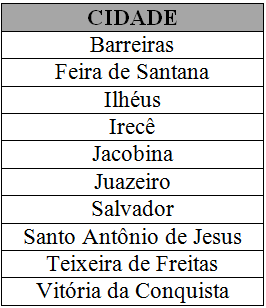 CIDADE
Barreiras
Feira de Santana
Ilhéus
Irecê
Jacobina
Juazeiro
Salvador
Santo Antônio de Jesus
Teixeira de Freitas
Vitória da Conquista